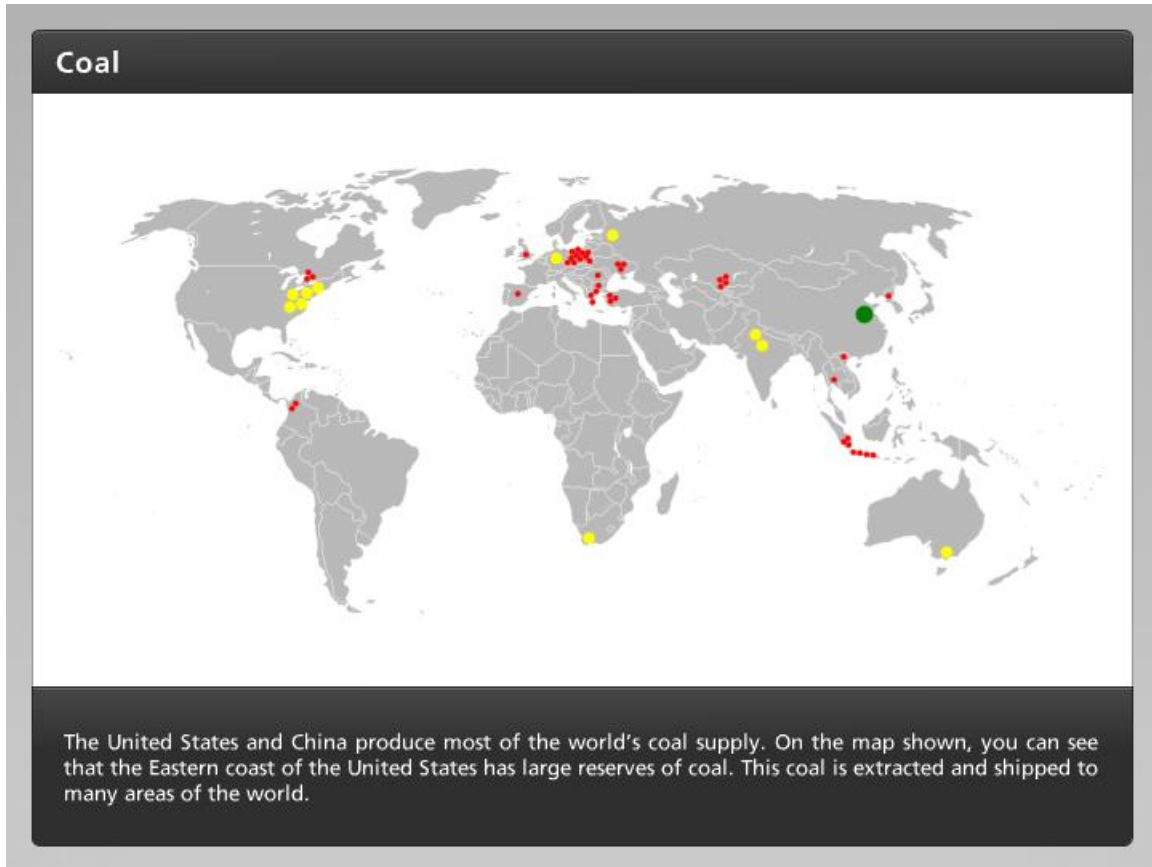 Coal
The United States and China produce most of the world's coal supply. On the map shown, you can see
that the Eastern coast of the United States has large reserves of coal. This coal is extracted and shipped to
many areas of the world.